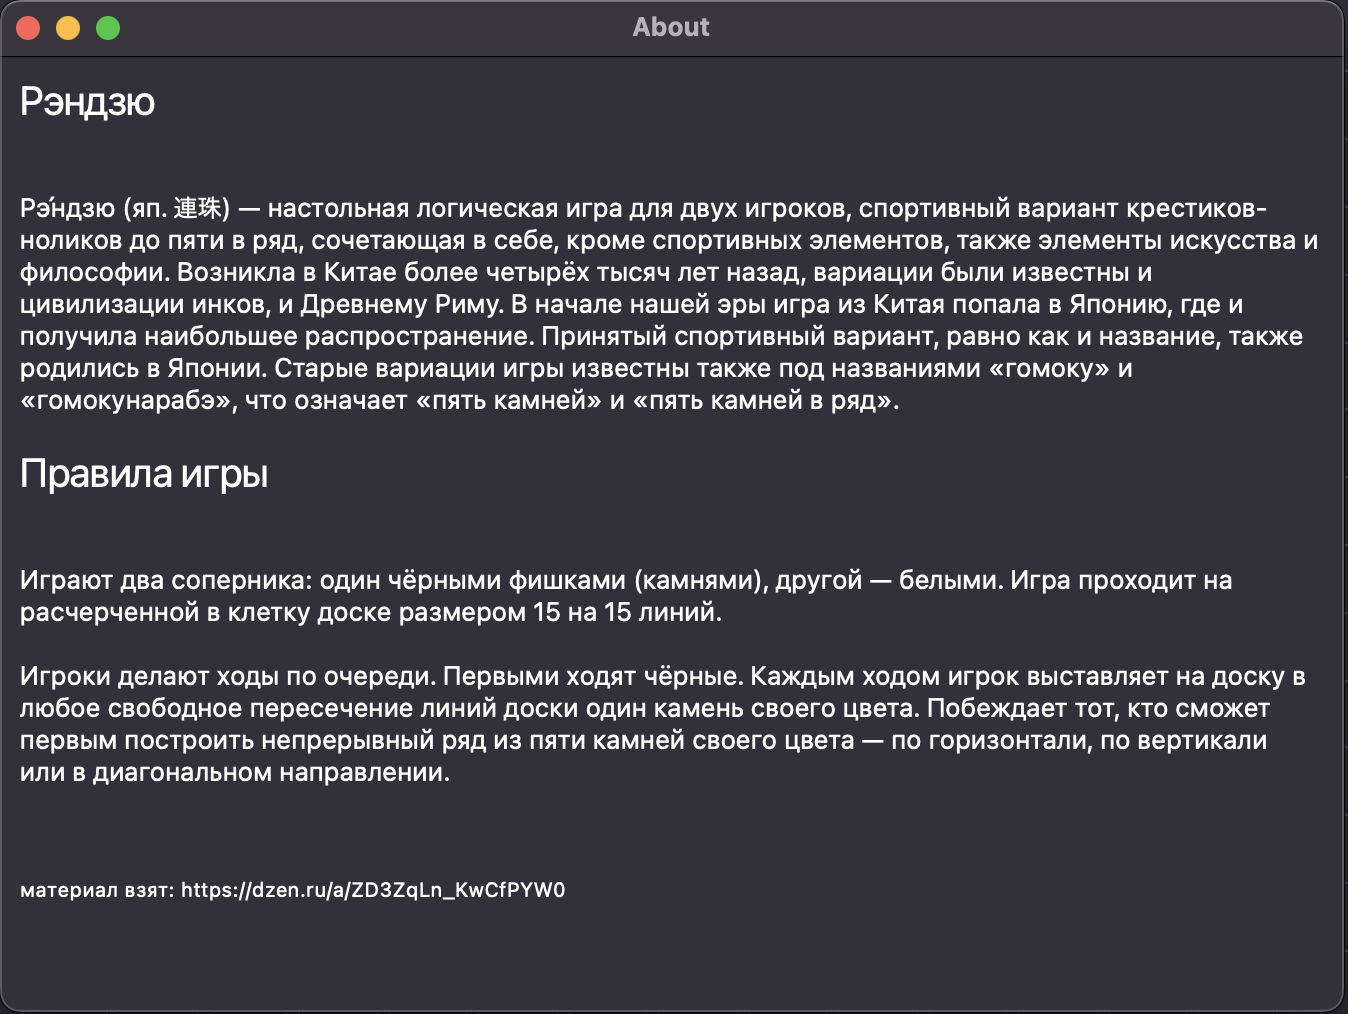 About
Рэндзю
Рэ́ндзю (яп. 連珠) — настольная логическая игра для двух игроков, спортивный вариант крестиков-
ноликов до пяти в ряд, сочетающая в себе, кроме спортивных элементов, также элементы искусства и
философии. Возникла в Китае более четырёх тысяч лет назад, вариации были известны и
цивилизации инков, и Древнему Риму. В начале нашей эры игра из Китая попала в Японию, где и
получила наибольшее распространение. Принятый спортивный вариант, равно как и название, также
родились в Японии. Старые вариации игры известны также под названиями «гомоку» и
«гомокунарабэ», что означает «пять камней» и «пять камней в ряд».
Правила игры
Играют два соперника: один чёрными фишками (камнями), другой — белыми. Игра проходит на
расчерченной в клетку доске размером 15 на 15 линий.
Игроки делают ходы по очереди. Первыми ходят чёрные. Каждым ходом игрок выставляет на доску в
любое свободное пересечение линий доски один камень своего цвета. Побеждает тот, кто сможет
первым построить непрерывный ряд из пяти камней своего цвета — по горизонтали, по вертикали
или в диагональном направлении.
материал взят: https://dzen.ru/a/ZD3ZqLn_KwCfPYW0